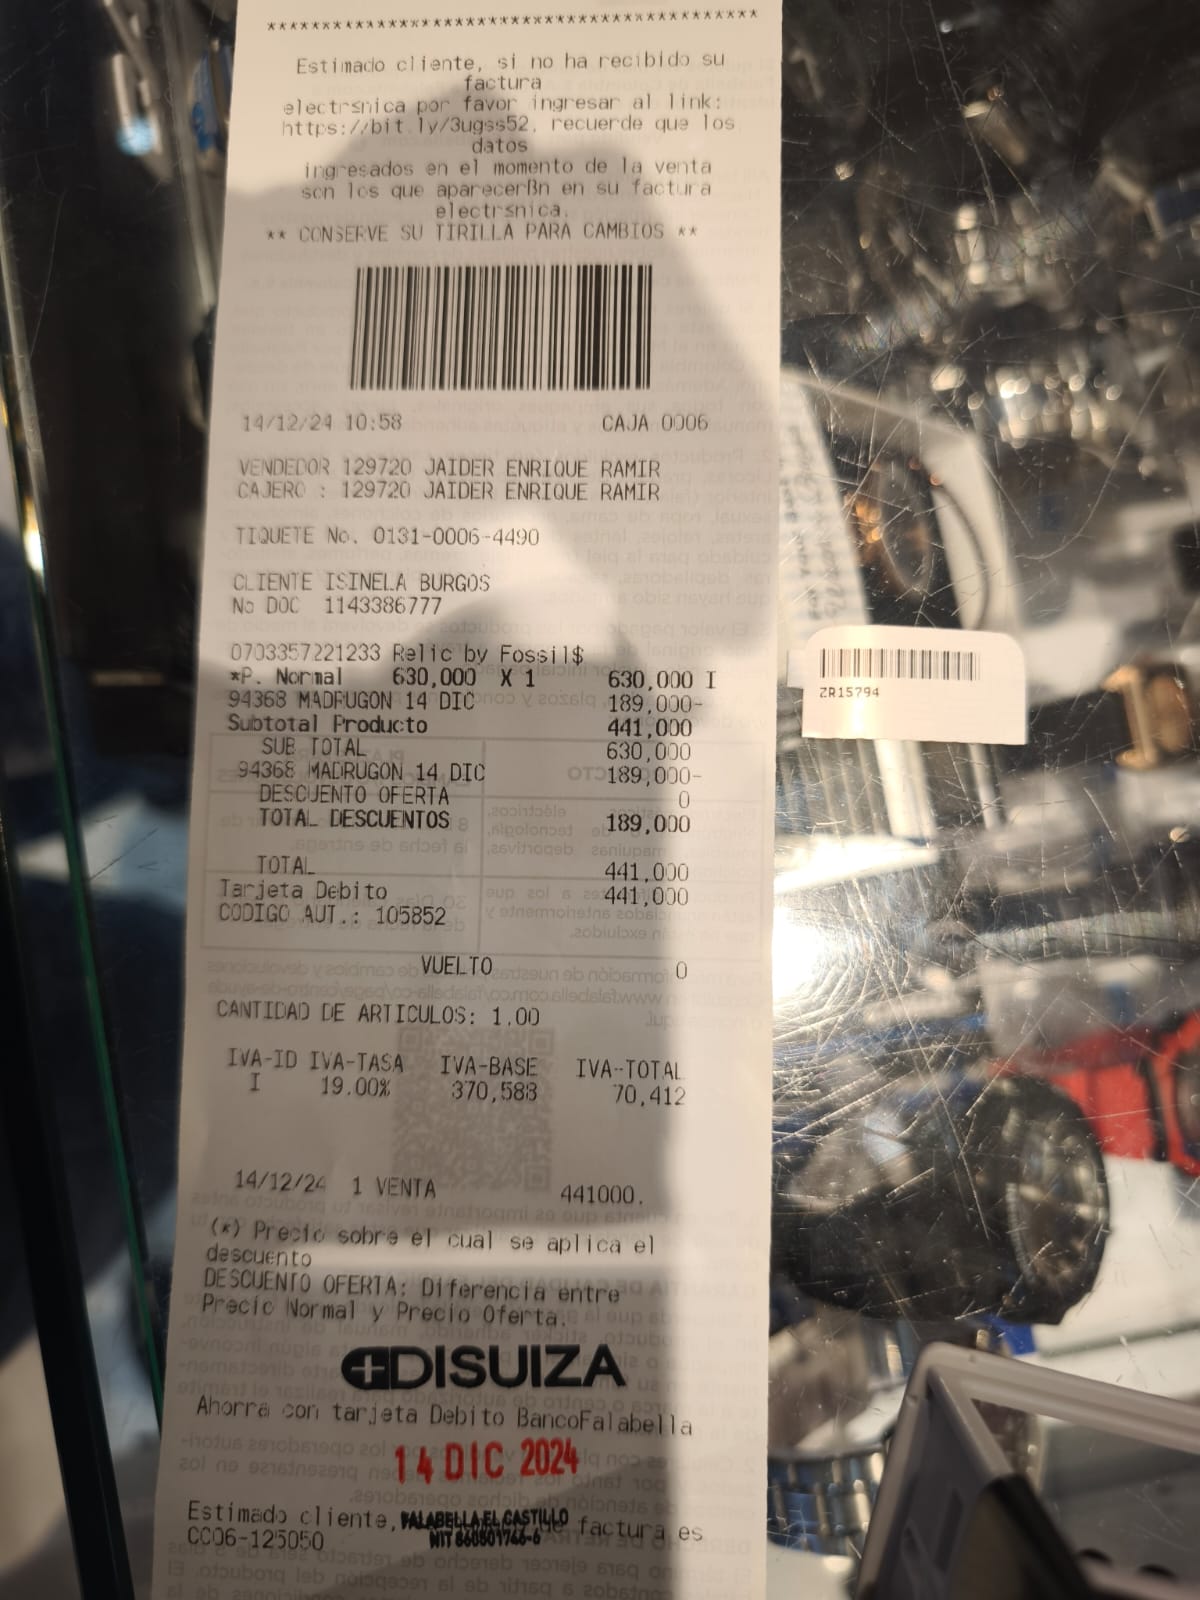 ******************************************
Estimado cliente, si no ha recibido su
factura
electrsnica por favor ingresar al link:
https://bit.ly/3ugss52, recuerde que los
datos
ingresados en el momento de la venta
son los que aparecerßn en su factura
electrsnica.
** CONSERVE SU TIRILLA PARA CAMBIOS **
14/12/24 10:58 CAJA 0006
VENDEDOR 129720 JAIDER ENRIQUE RAMIR
CAJERO : 129720 JAIDER ENRIQUE RAMIR
TIQUETE No. 0131-0006-4490
CLIENTE ISINELA BURGOS
No DOC 1143386777
0703357221233 Relic by Fossil$
*P. Normal 630,000 X 1 630,000 I
94368 MADRUGON 14 DIC 189,000-
Subtotal Producto 441,000
SUB TOTAL 630,000
94368 MADRUGON 14 DIC 189,000-
DESCUENTO OFERTA 0
TOTAL DESCUENTOS 189,000
TOTAL 441,000
Tarjeta Debito 441,000
CODIGO AUT.: 105852
VUELTO 0
CANTIDAD DE ARTICULOS: 1.00
IVA-ID IVA-TASA IVA-BASE IVA-TOTAL
I 19.00% 370,588 70,412
14/12/24 1 VENTA 441000.
(*) Precio sobre el cual se aplica el
descuento
DESCUENTO OFERTA: Diferencia entre
Precio Normal y Precio Oferta.
DISUIZA
Ahorra con tarjeta Debito BancoFalabella
14 DIC 2024
Estimado cliente, factura es
FALABELLA EL CASTILLO
CC06-125050
NIT 860501746-6
ZR15794